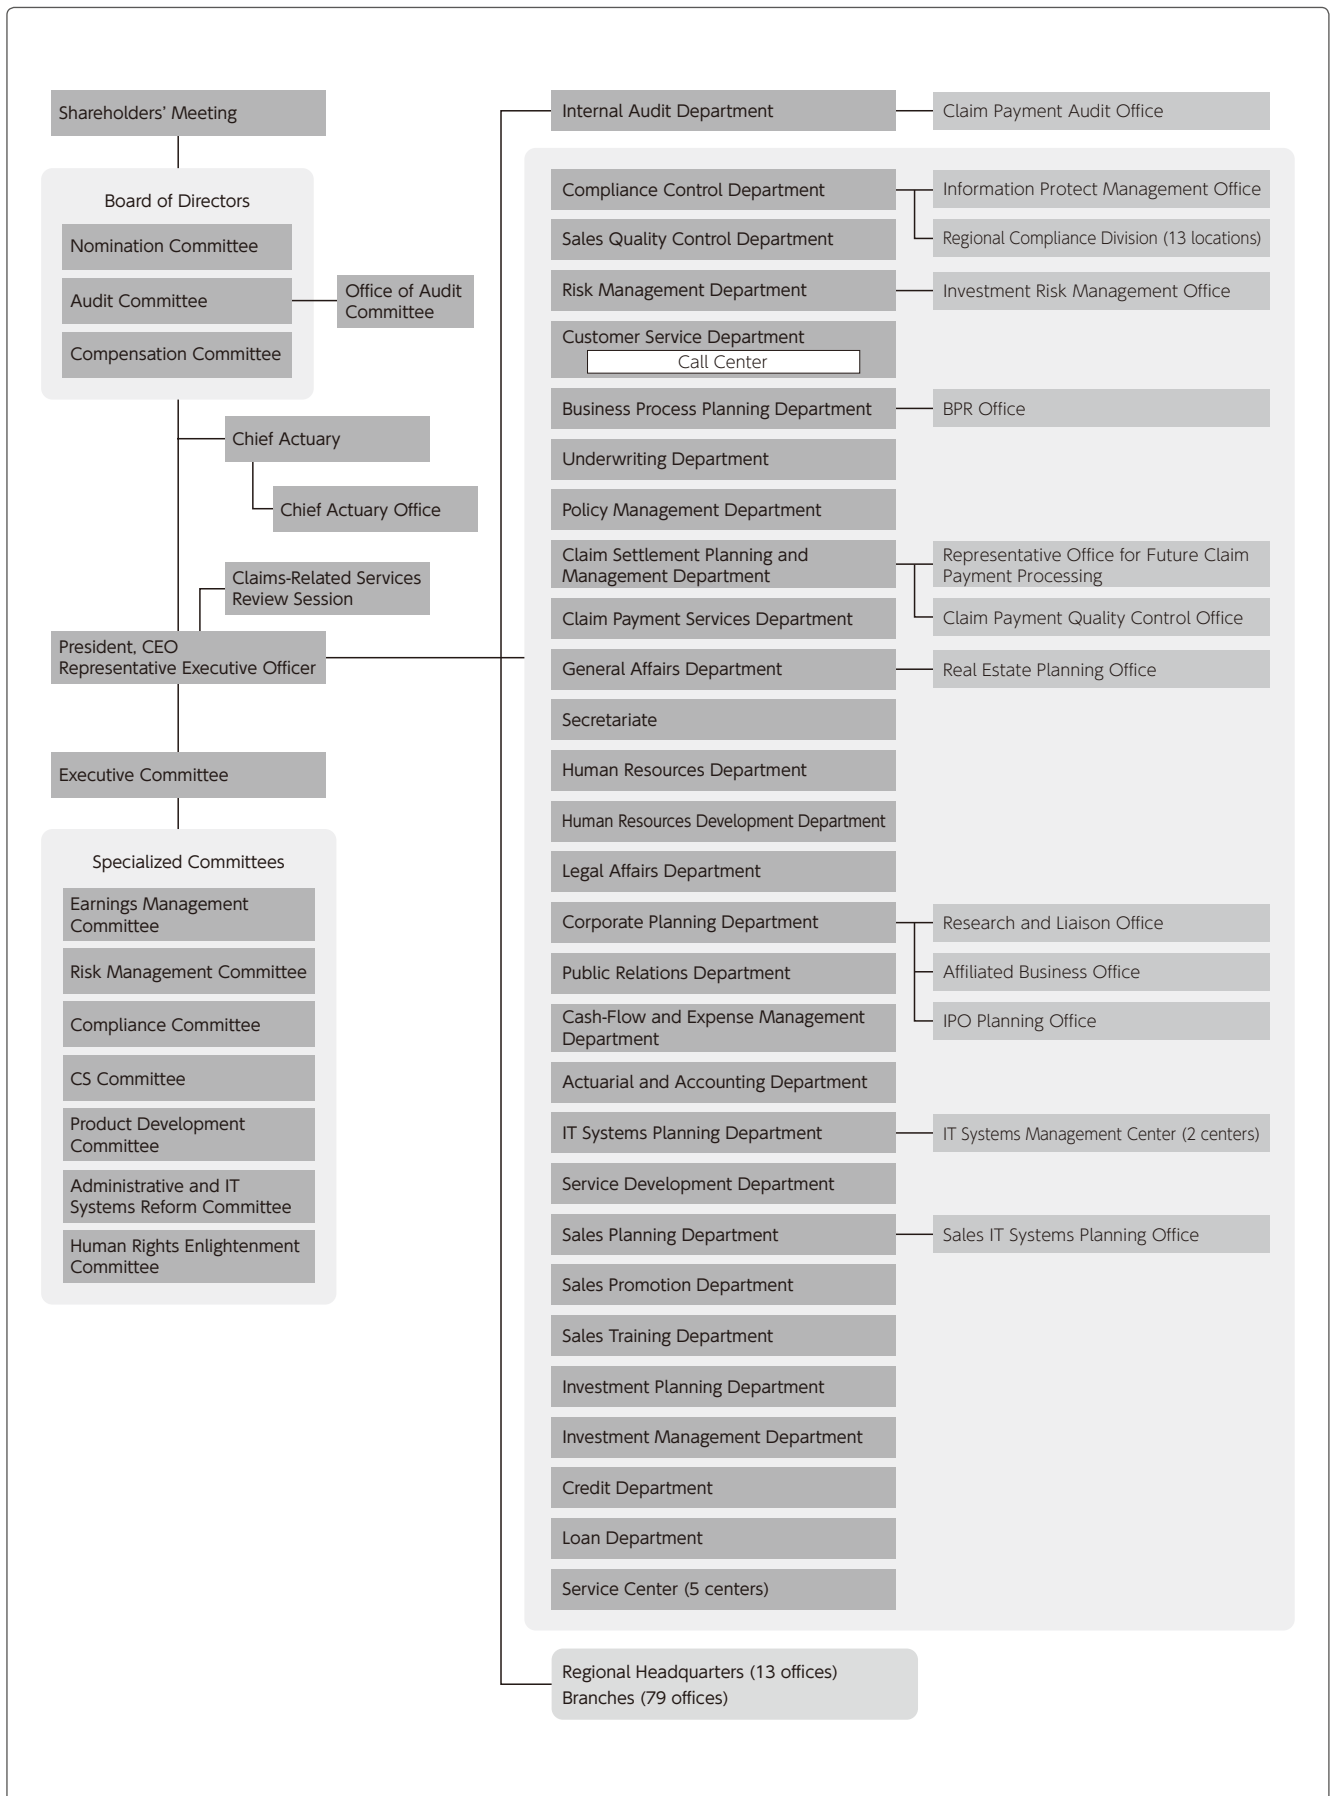 Shareholders’ Meeting
Board of Directors
Nomination Committee
Audit Committee
Office of Audit
Committee
Compensation Committee
Chief Actuary
Chief Actuary Office
Claims-Related Services
Review Session
President, CEO
Representative Executive Officer
Executive Committee
Specialized Committees
Earnings Management
Committee
Risk Management Committee
Compliance Committee
CS Committee
Product Development
Committee
Administrative and IT
Systems Reform Committee
Human Rights Enlightenment
Committee
Internal Audit Department
Claim Payment Audit Office
Compliance Control Department
Information Protect Management Office
Sales Quality Control Department
Regional Compliance Division (13 locations)
Risk Management Department
Investment Risk Management Office
Customer Service Department
Call Center
Business Process Planning Department
BPR Office
Underwriting Department
Policy Management Department
Claim Settlement Planning and
Management Department
Representative Office for Future Claim
Payment Processing
Claim Payment Services Department
Claim Payment Quality Control Office
General Affairs Department
Real Estate Planning Office
Secretariate
Human Resources Department
Human Resources Development Department
Legal Affairs Department
Corporate Planning Department
Research and Liaison Office
Public Relations Department
Affiliated Business Office
Cash-Flow and Expense Management
Department
IPO Planning Office
Actuarial and Accounting Department
IT Systems Planning Department
IT Systems Management Center (2 centers)
Service Development Department
Sales Planning Department
Sales IT Systems Planning Office
Sales Promotion Department
Sales Training Department
Investment Planning Department
Investment Management Department
Credit Department
Loan Department
Service Center (5 centers)
Regional Headquarters (13 offices)
Branches (79 offices)